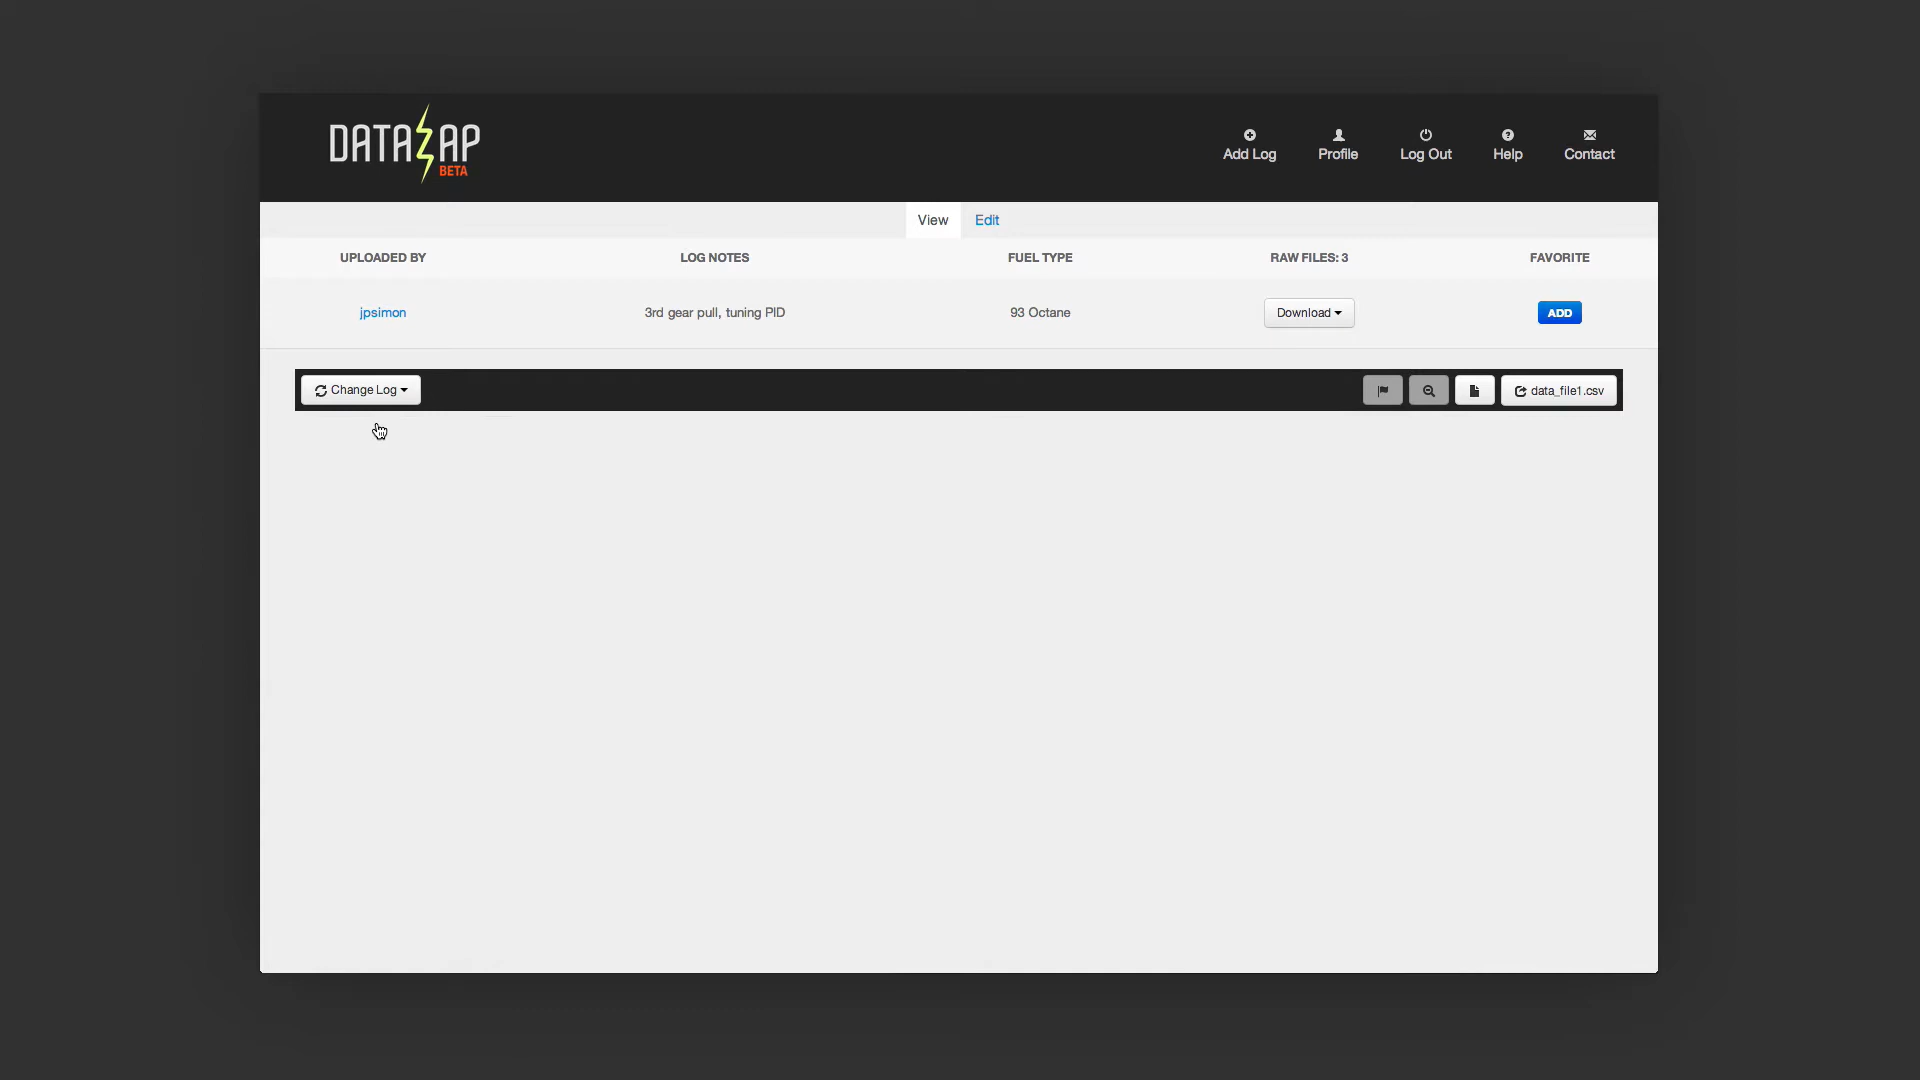 DATAZAP
BETA
Add Log
Profile
Log Out
Help
Contact
View
Edit
UPLOADED BY
LOG NOTES
FUEL TYPE
RAW FILES: 3
FAVORITE
jpsimon
3rd gear pull, tuning PID
93 Octane
Download
ADD
Change Log
data_file1.csv